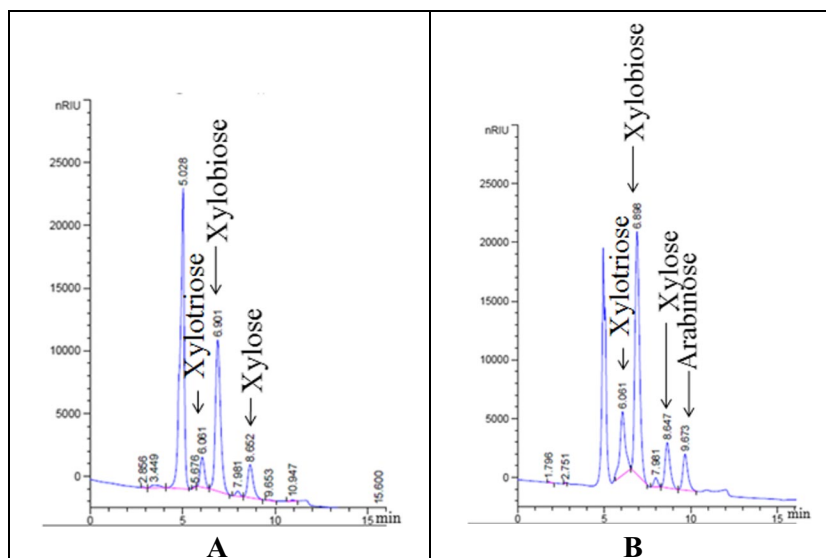 nRIU
25000
20000
15000
10000
5000
0
2.856
3.449
5.028
5.676
6.061
6.901
7.981
8.652
9.653
10.947
15.600
Xylotriose
Xylobiose
Xylose
0 5 10 15 min
A
nRIU
25000
20000
15000
10000
5000
0
1.796
2.751
6.061
6.898
7.981
8.647
9.673
Xylotriose
Xylobiose
Xylose
Arabinose
0 5 10 15 min
B